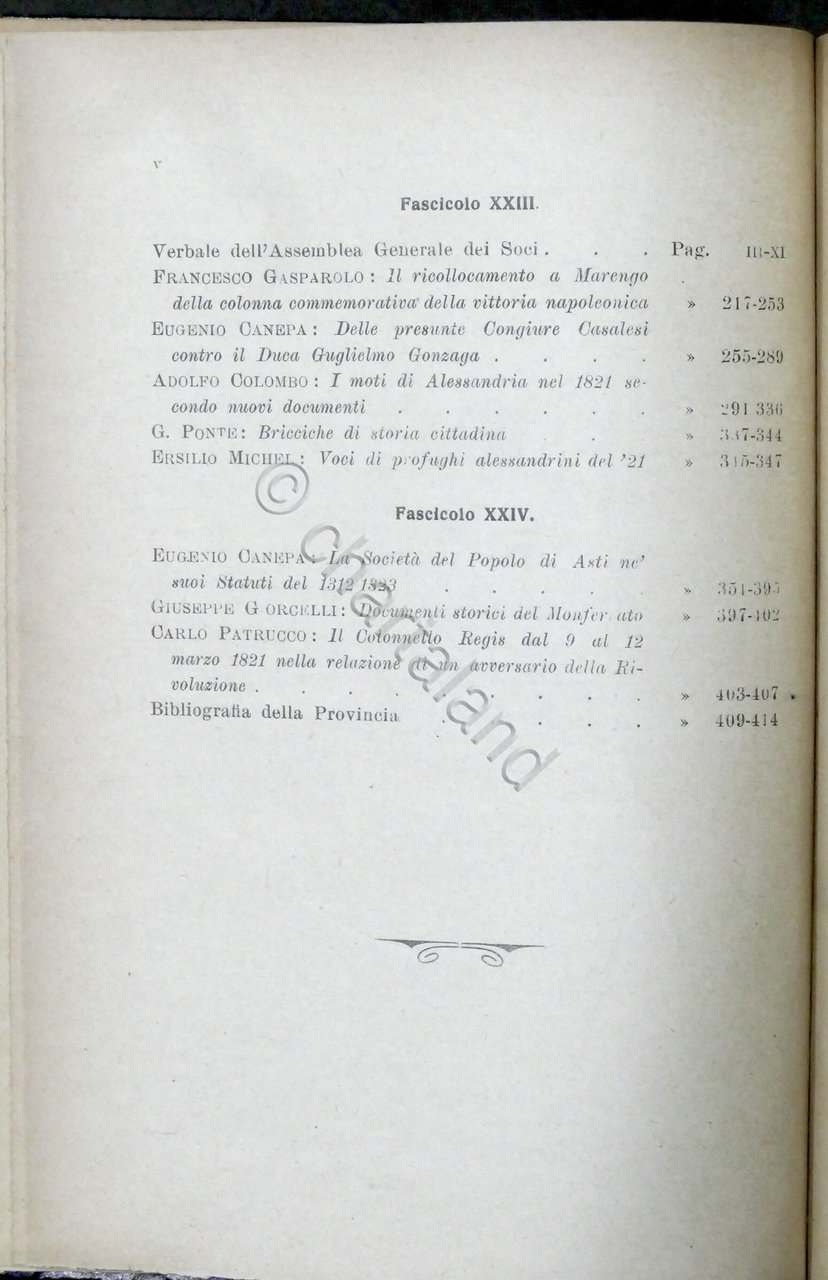 v
Fascicolo XXIII.
Verbale dell'Assemblea Generale dei Soci . . . Pag. III-XI
FRANCESCO GASPAROLO : Il ricollocamento a Marengo
della colonna commemorativa della vittoria napoleonica » 217-253
EUGENIO CANEPA : Delle presunte Congiure Casalesi
contro il Duca Guglielmo Gonzaga . . . . » 255-289
ADOLFO COLOMBO : I moti di Alessandria nel 1821 se-
condo nuovi documenti . . . . . . » 291 336
G. PONTE : Bricciche di storia cittadina . . » 337-344
ERSILIO MICHEL : Voci di profughi alessandrini del '21 » 345-347
Fascicolo XXIV.
EUGENIO CANEPA : La Società del Popolo di Asti ne'
suoi Statuti del 1312 1323 . . . . . » 351-395
GIUSEPPE GIORCELLI : Documenti storici del Monfer ato » 397-402
CARLO PATRUCCO : Il Colonnello Regis dal 9 al 12
marzo 1821 nella relazione di un avversario della Ri-
voluzione . . . . . . . . . » 403-407
Bibliografia della Provincia . . . . . » 409-414
© chartaland